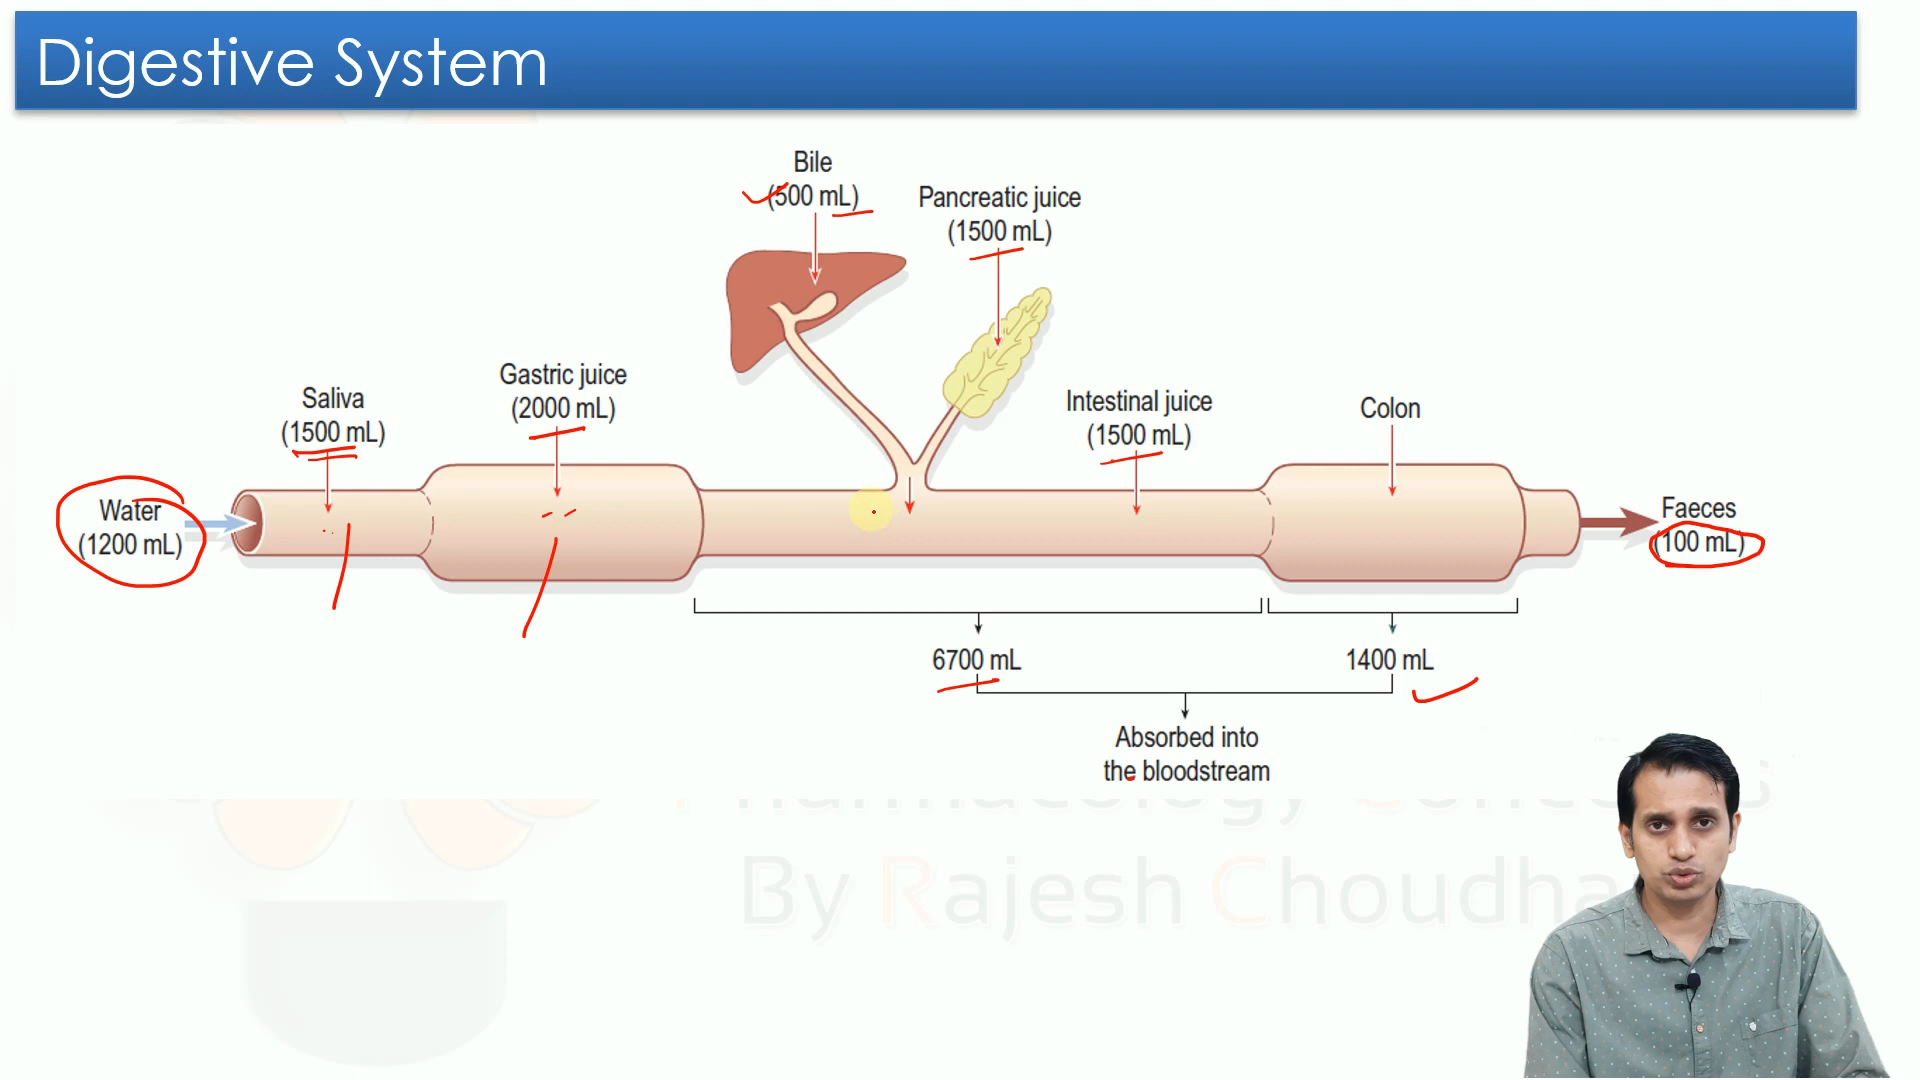 Digestive System
Bile
(500 mL)
Pancreatic juice
(1500 mL)
Gastric juice
(2000 mL)
Saliva
(1500 mL)
Intestinal juice
(1500 mL)
Colon
Water
(1200 mL)
Faeces
(100 mL)
6700 mL
1400 mL
Absorbed into
the bloodstream
By Rajesh